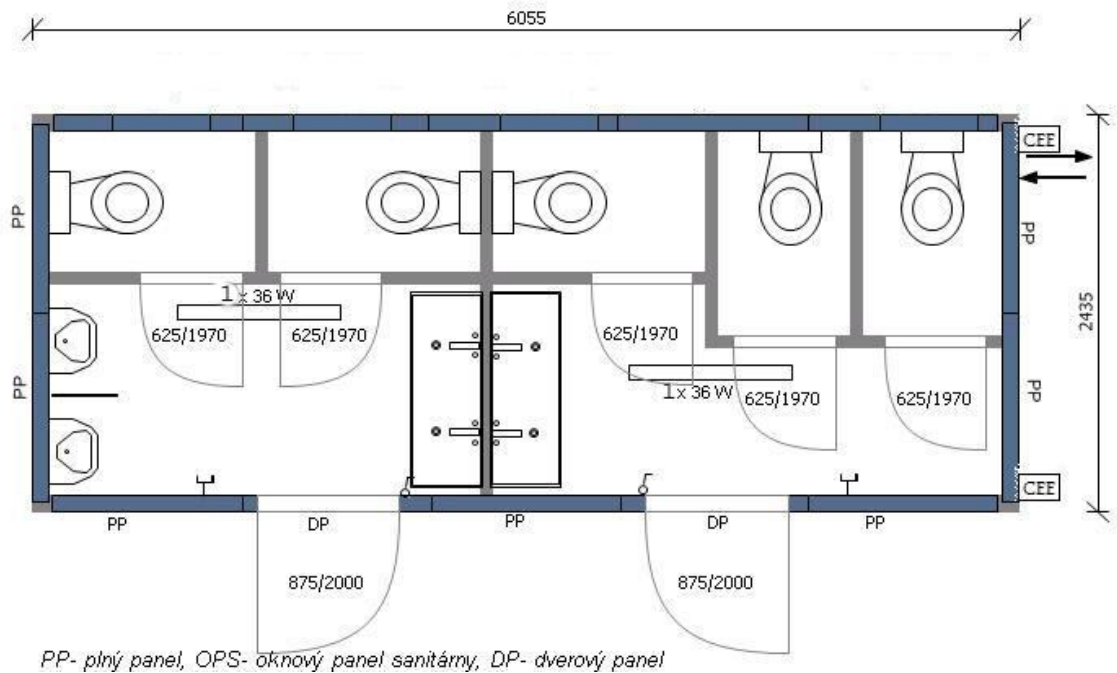 6055
CEE
PP
PP
2435
1x 36 W
625/1970
625/1970
625/1970
1x 36 W
625/1970
625/1970
PP
PP
CEE
PP
DP
PP
DP
PP
875/2000
875/2000
PP- plný panel, OPS- oknový panel sanitárny, DP- dverový panel